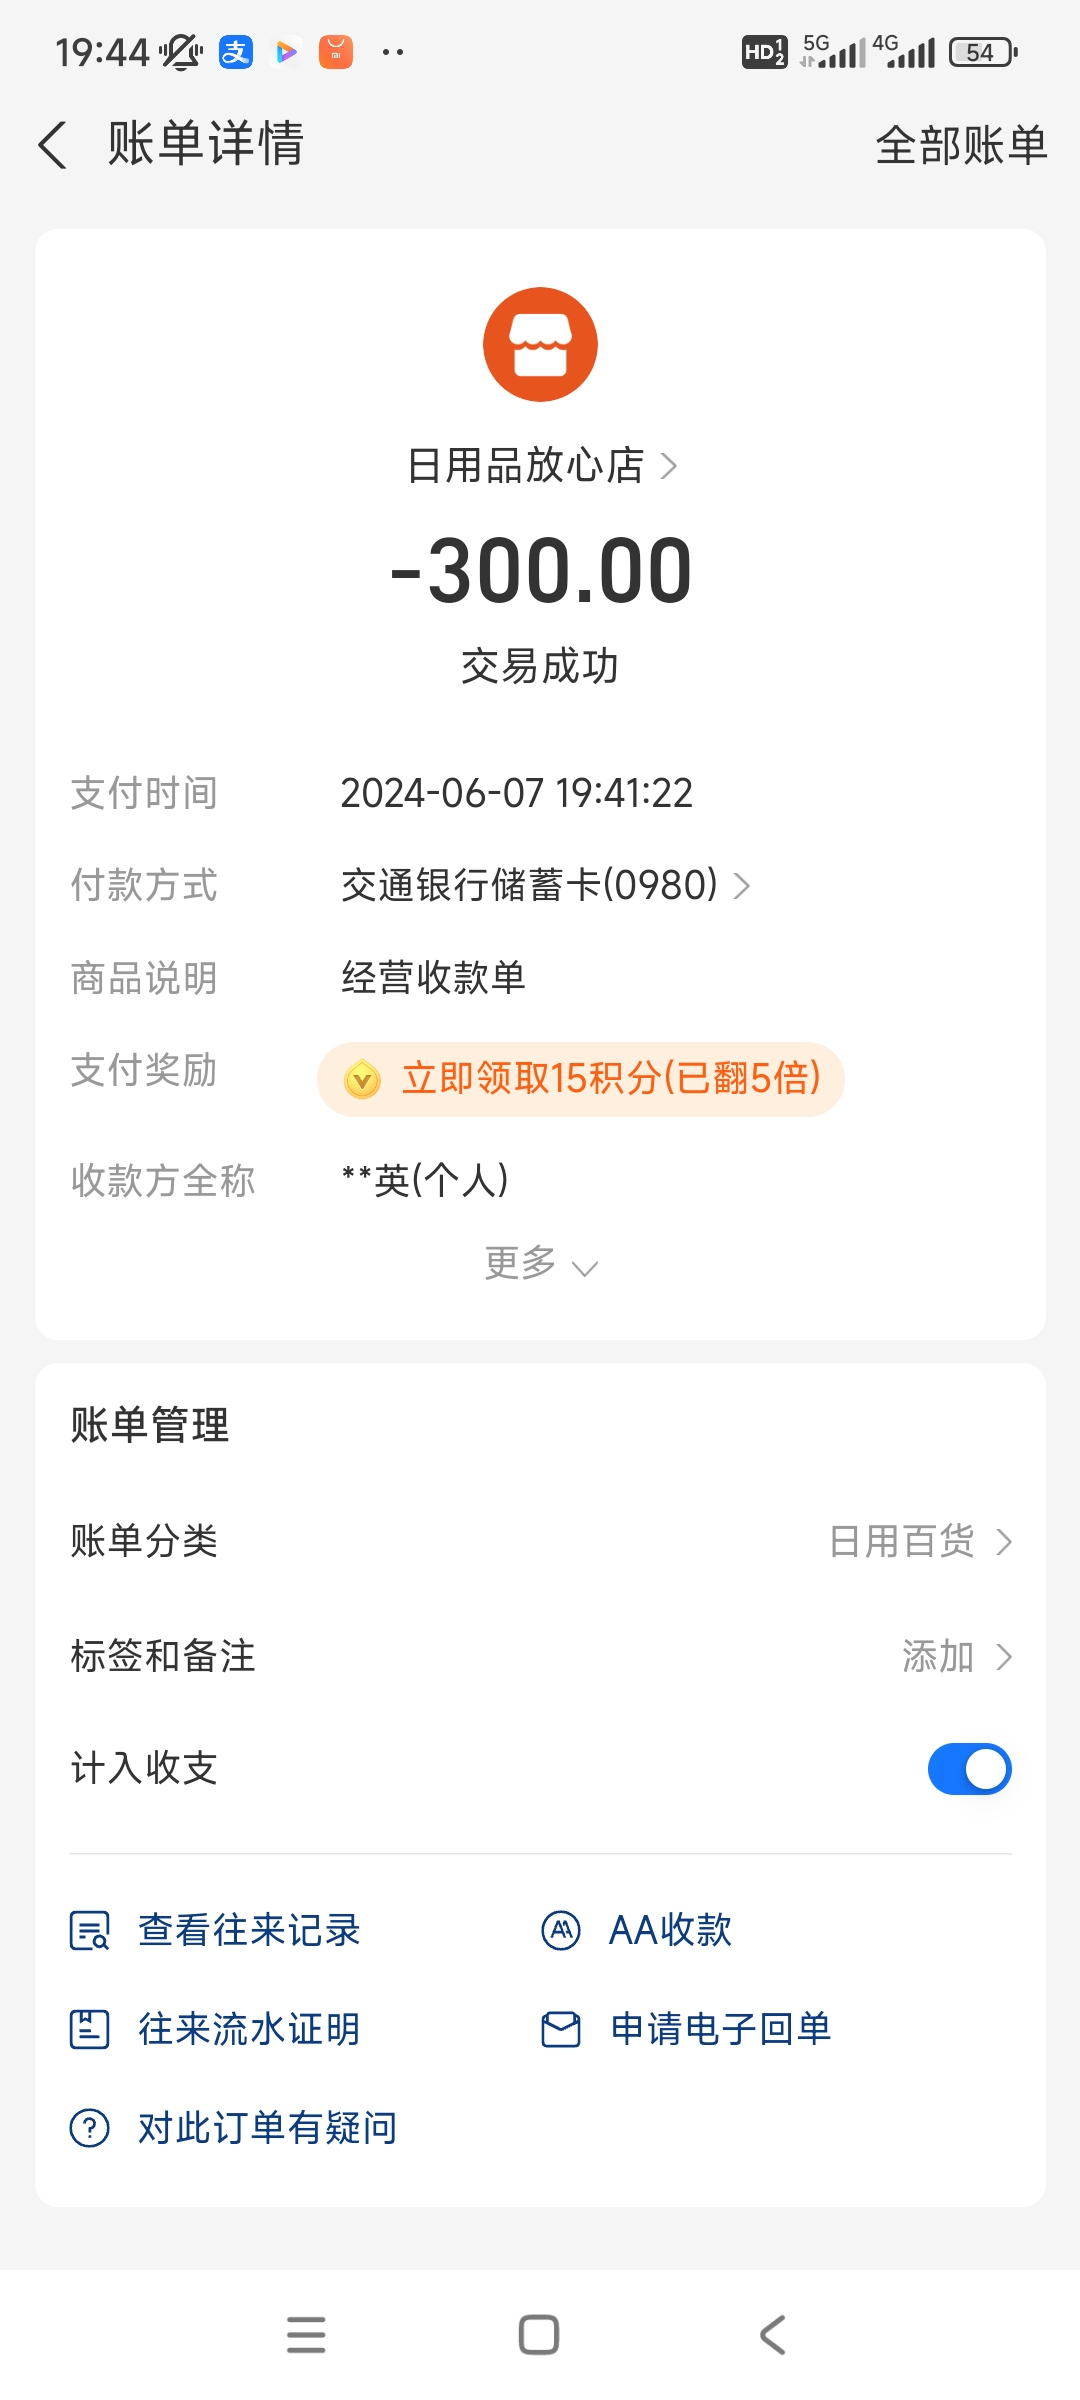 19:44 支 mi HD 1 2 5G 4G 54
账单详情 全部账单
日用品放心店
-300.00
交易成功
支付时间 2024-06-07 19:41:22
付款方式 交通银行储蓄卡(0980)
商品说明 经营收款单
支付奖励 立即领取15积分(已翻5倍)
收款方全称 **英(个人)
更多
账单管理
账单分类 日用百货
标签和备注 添加
计入收支
查看往来记录 AA收款
往来流水证明 申请电子回单
对此订单有疑问